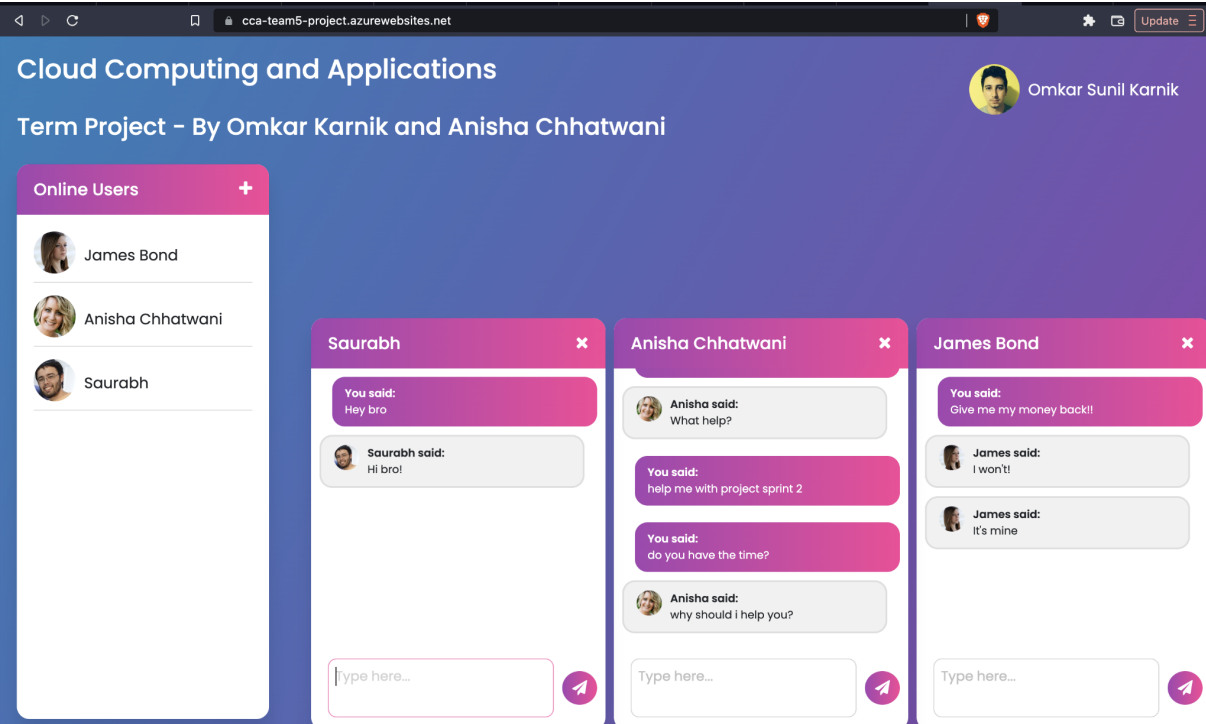 cca-team5-project.azurewebsites.net
Update
Cloud Computing and Applications
Omkar Sunil Karnik
Term Project - By Omkar Karnik and Anisha Chhatwani
Online Users
James Bond
Anisha Chhatwani
Saurabh
Saurabh
You said:
Hey bro
Saurabh said:
Hi bro!
Type here...
Anisha Chhatwani
Anisha said:
What help?
You said:
help me with project sprint 2
You said:
do you have the time?
Anisha said:
why should i help you?
Type here...
James Bond
You said:
Give me my money back!!
James said:
I won't!
James said:
It's mine
Type here...